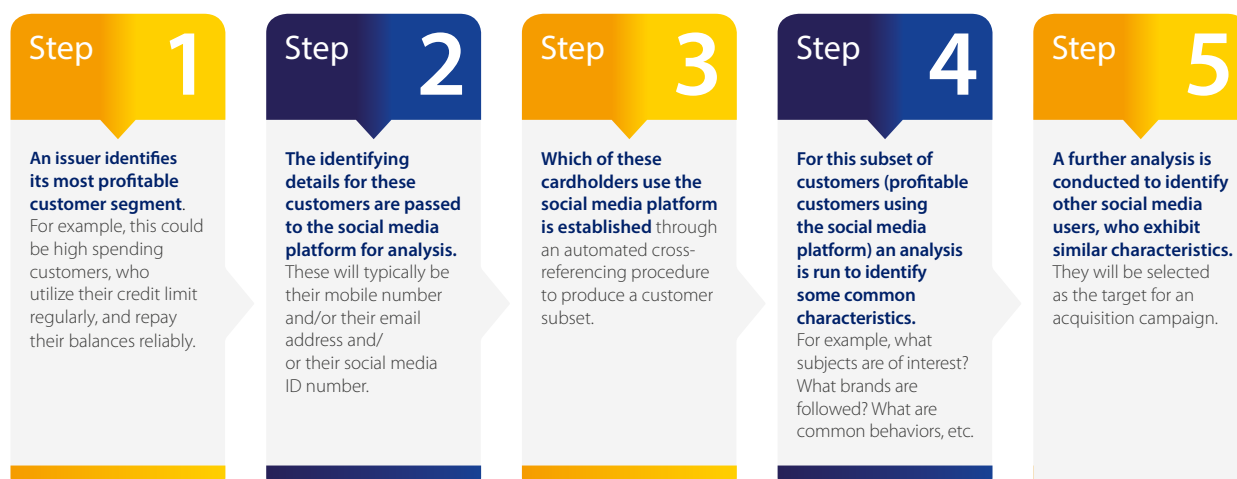 Step 1
An issuer identifies
its most profitable
customer segment.
For example, this could
be high spending
customers, who
utilize their credit limit
regularly, and repay
their balances reliably.
Step 2
The identifying
details for these
customers are passed
to the social media
platform for analysis.
These will typically be
their mobile number
and/or their email
address and/
or their social media
ID number.
Step 3
Which of these
cardholders use the
social media platform
is established through
an automated cross-
referencing procedure
to produce a customer
subset.
Step 4
For this subset of
customers (profitable
customers using
the social media
platform) an analysis
is run to identify
some common
characteristics.
For example, what
subjects are of interest?
What brands are
followed? What are
common behaviors, etc.
Step 5
A further analysis is
conducted to identify
other social media
users, who exhibit
similar characteristics.
They will be selected
as the target for an
acquisition campaign.